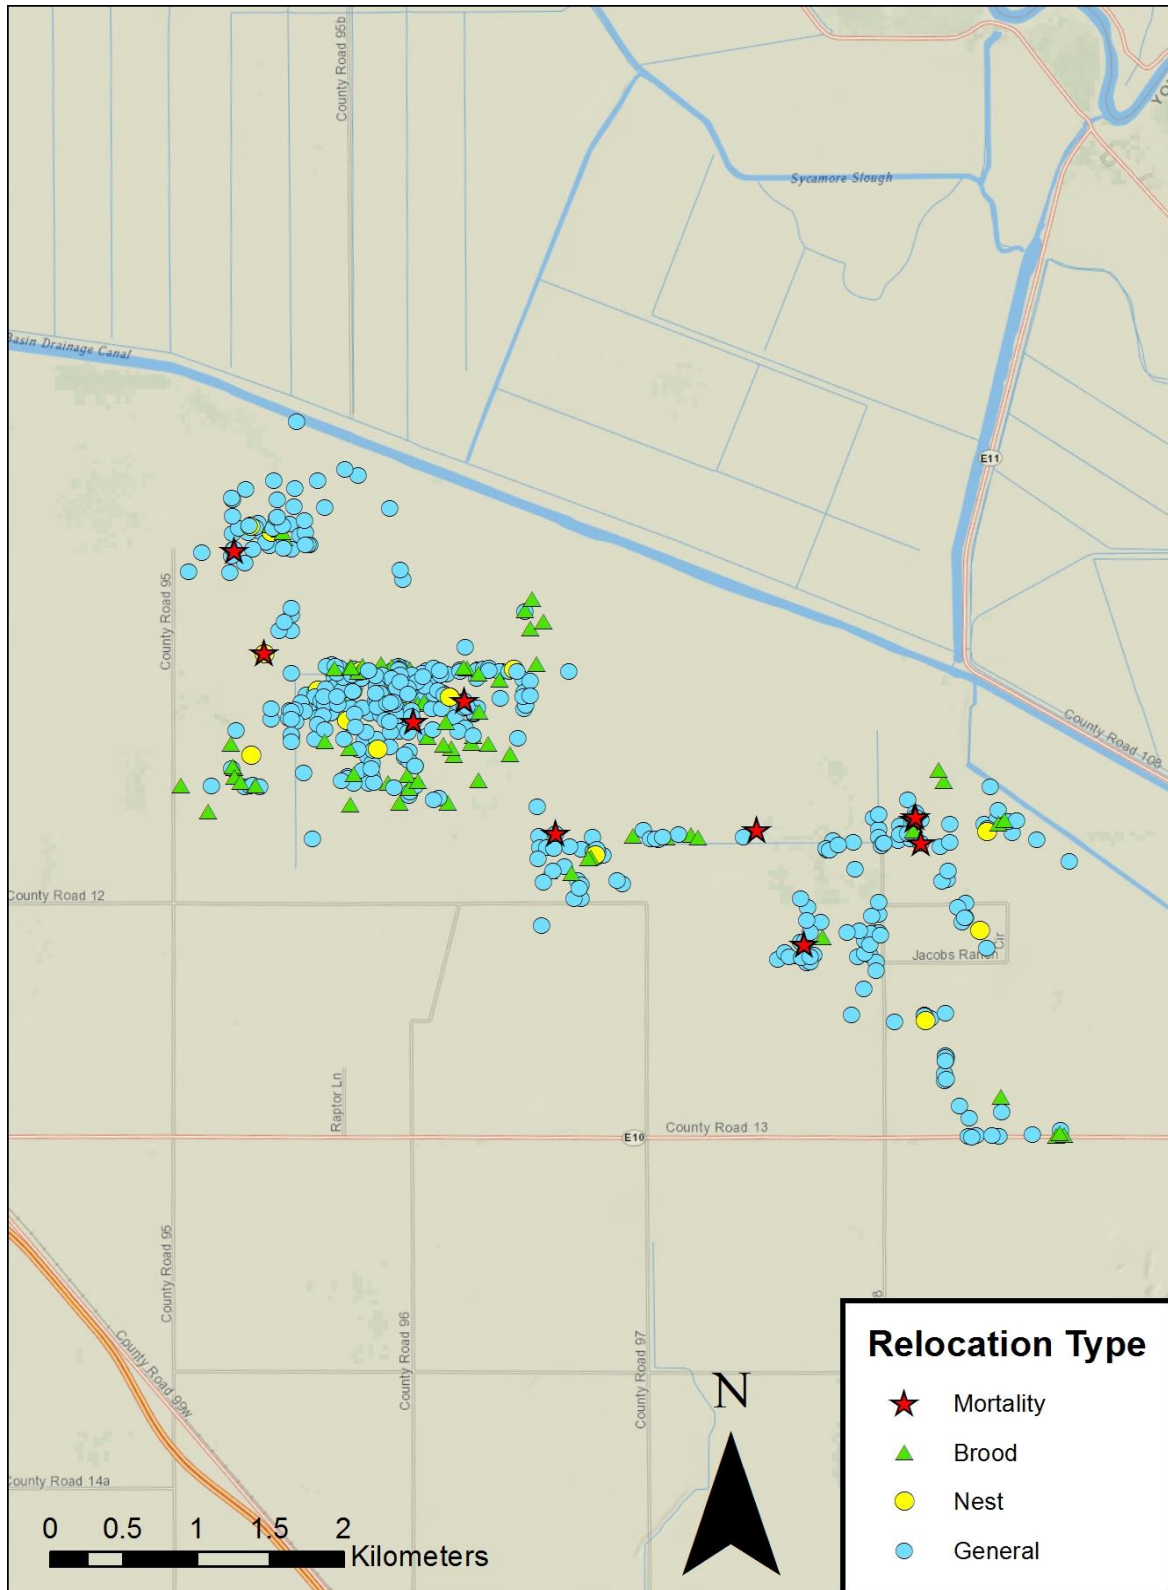 County Road 95b
YOL
Sycamore Slough
Basin Drainage Canal
E11
County Road 95
County Road 108
County Road 12
Jacobs Ranch Cir
Raptor Ln
E10
County Road 13
County Road 95
County Road 96
County Road 97
8
County Road 99w
County Road 14a
N
0 0.5 1 1.5 2
Kilometers
Relocation Type
Mortality
Brood
Nest
General